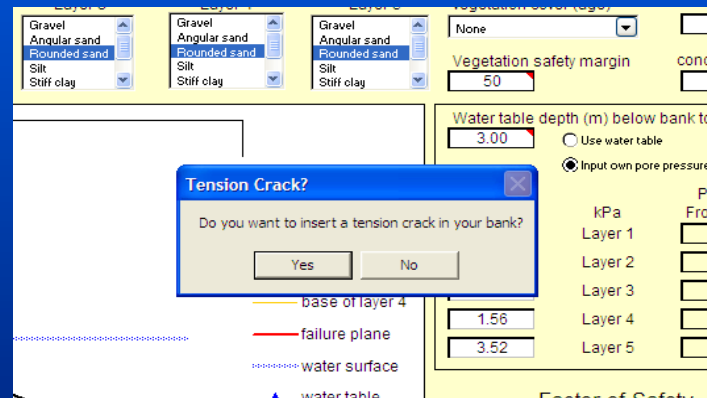 Gravel
Angular sand
Rounded sand
Silt
Stiff clay
Gravel
Angular sand
Rounded sand
Silt
Stiff clay
Gravel
Angular sand
Rounded sand
Silt
Stiff clay
None
Vegetation safety margin
50
Water table depth (m) below bank
3.00
Use water table
Input own pore pressure
kPa
Layer 1
Layer 2
Layer 3
1.56
Layer 4
3.52
Layer 5
Tension Crack?
Do you want to insert a tension crack in your bank?
Yes
No
base of layer 4
failure plane
water surface
water table